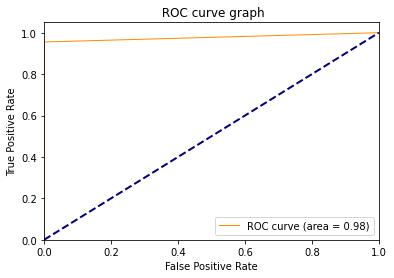 ROC curve graph
1.0
0.8
0.6
0.4
0.2
0.0
True Positive Rate
ROC curve (area = 0.98)
0.0 0.2 0.4 0.6 0.8 1.0
False Positive Rate